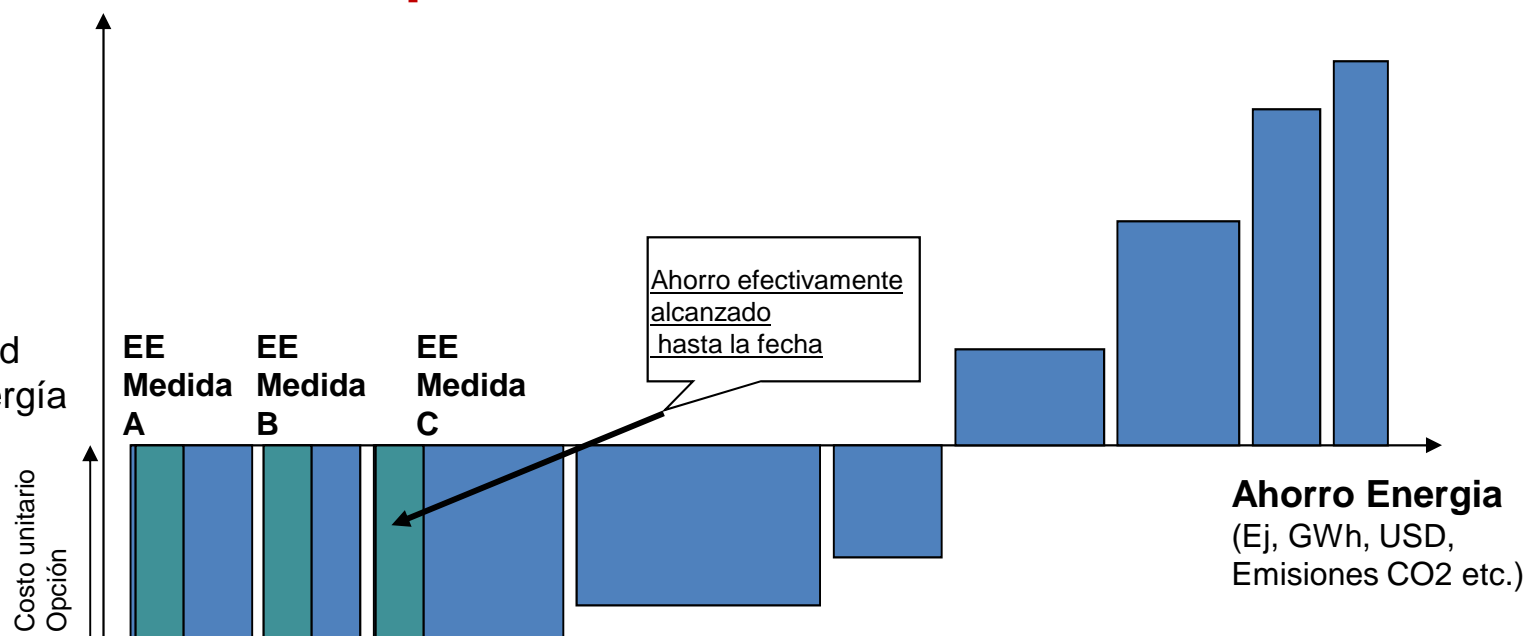 Ahorro efectivamente
alcanzado
hasta la fecha
EE
Medida
A
EE
Medida
B
EE
Medida
C
Costo unitario
Opción
Ahorro Energia
(Ej, GWh, USD,
Emisiones CO2 etc.)